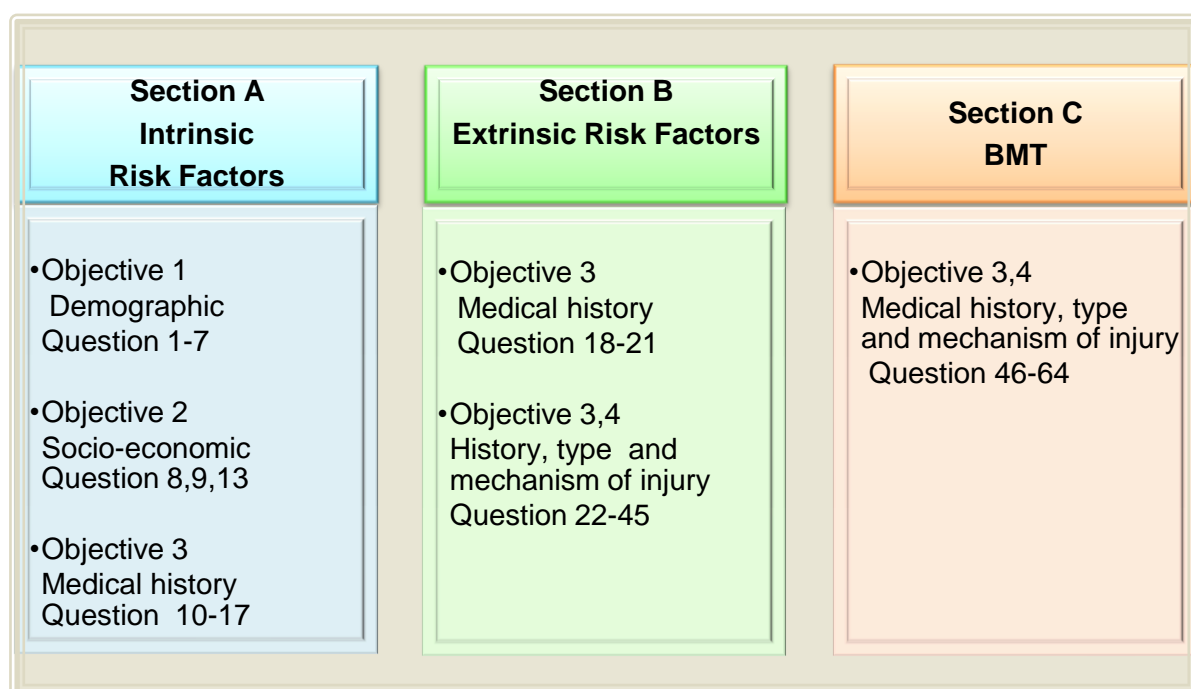 Section A
Intrinsic
Risk Factors
•Objective 1
Demographic
Question 1-7
•Objective 2
Socio-economic
Question 8,9,13
•Objective 3
Medical history
Question 10-17
Section B
Extrinsic Risk Factors
•Objective 3
Medical history
Question 18-21
•Objective 3,4
History, type and
mechanism of injury
Question 22-45
Section C
BMT
•Objective 3,4
Medical history, type
and mechanism of injury
Question 46-64